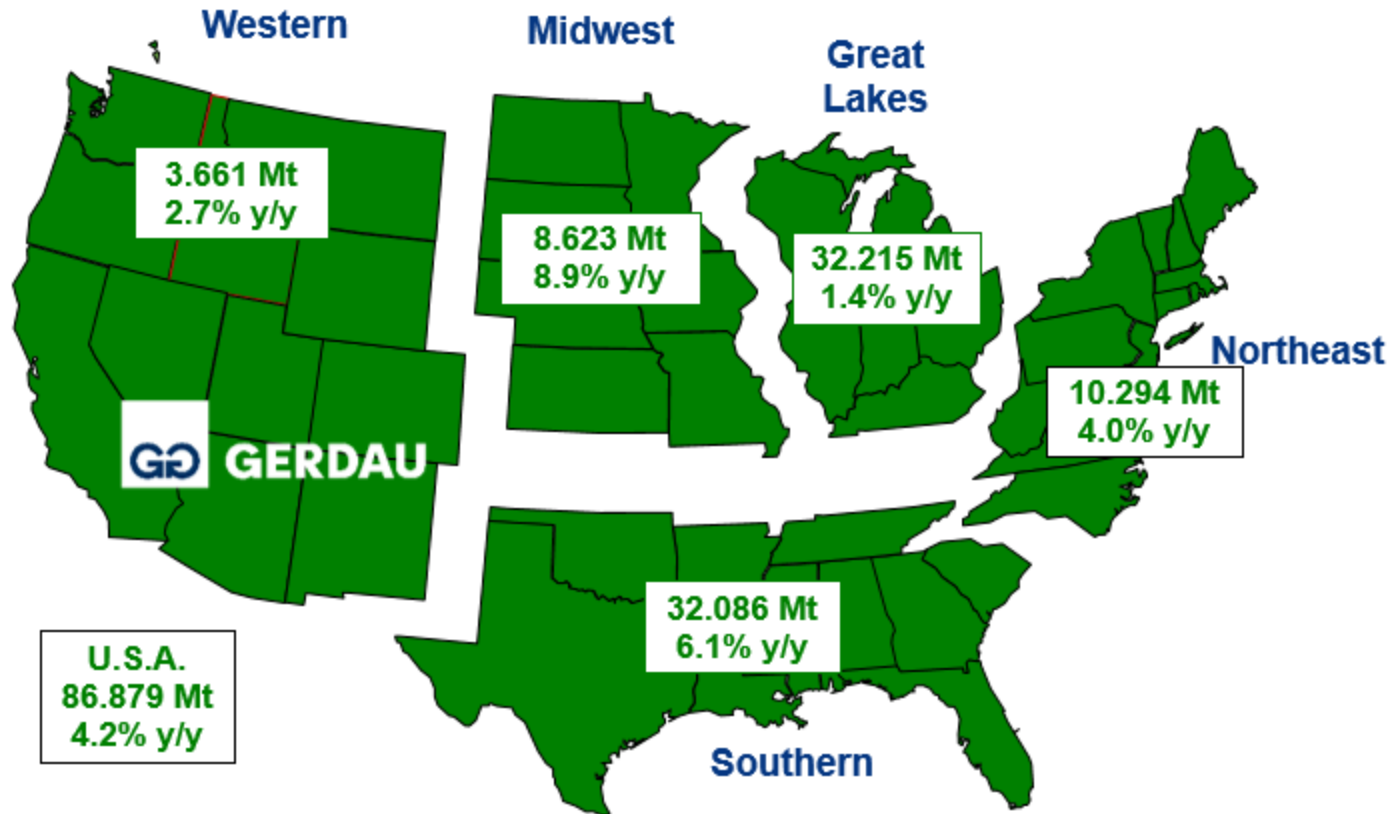 Western
Midwest
Great
Lakes
3.661 Mt
2.7% y/y
8.623 Mt
8.9% y/y
32.215 Mt
1.4% y/y
Northeast
10.294 Mt
4.0% y/y
GG GERDAU
32.086 Mt
6.1% y/y
U.S.A.
86.879 Mt
4.2% y/y
Southern